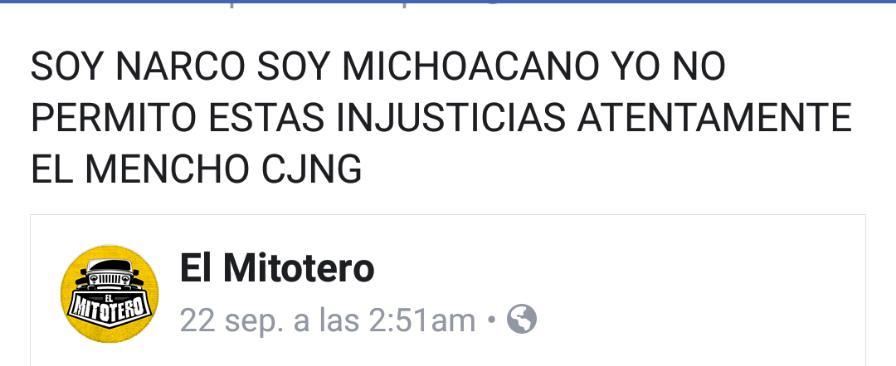 SOY NARCO SOY MICHOACANO YO NO
PERMITO ESTAS INJUSTICIAS ATENTAMENTE
EL MENCHO CJNG
El Mitotero
EL
MITOTERO
22 sep. a las 2:51am •